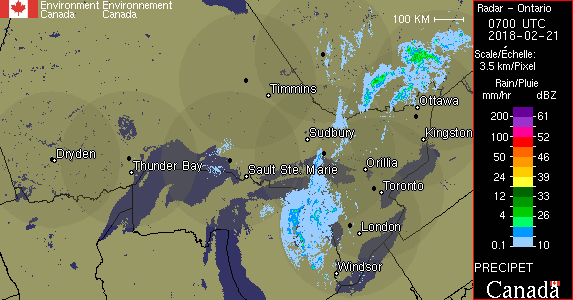 Environment Environnement
Canada Canada
100 KM
Timmins
Ottawa
Sudbury
Kingston
Dryden
Thunder Bay
Sault Ste. Marie
Orillia
Toronto
London
Windsor
Radar - Ontario
0700 UTC
2018-02-21
Scale/Échelle:
3.5 km/Pixel
Rain/Pluie
mm/hr dBZ
200 61
100 52
50 46
24 39
12 33
4 26
0.1 10
PRECIPET
Canada